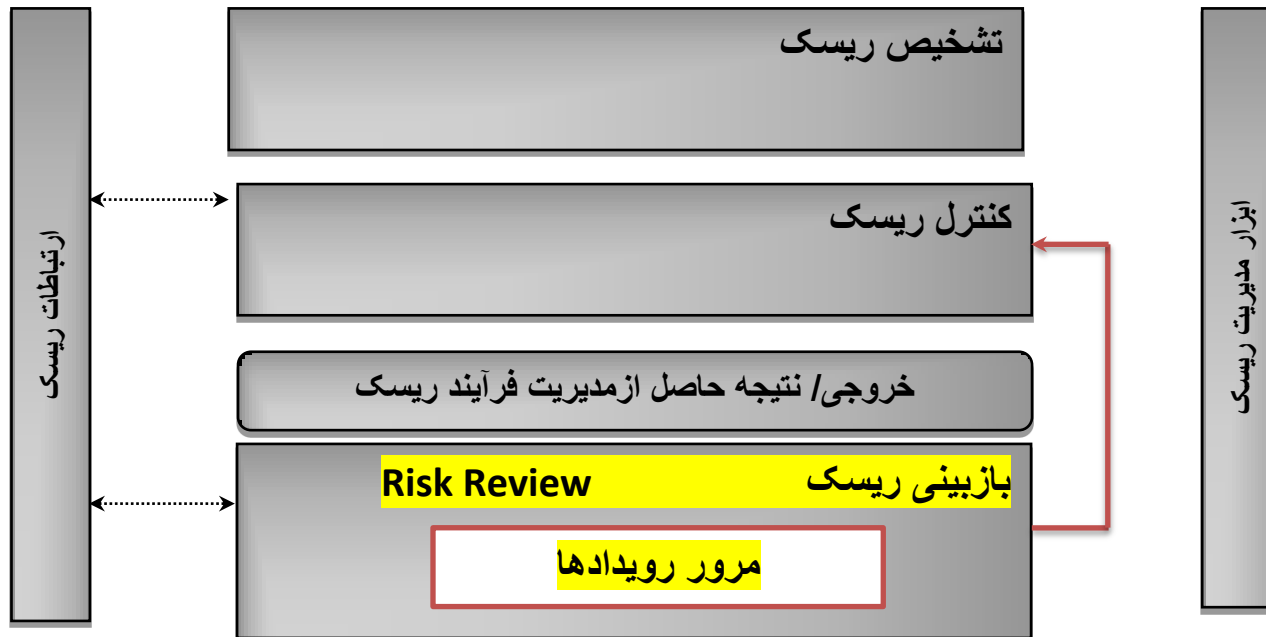 تشخیص ریسک
کنترل ریسک
خروجی/ نتیجه حاصل ازمدیریت فرآیند ریسک
بازبینی ریسک Risk Review
مرور رویدادها
ارتباطات ریسک
ابزار مدیریت ریسک